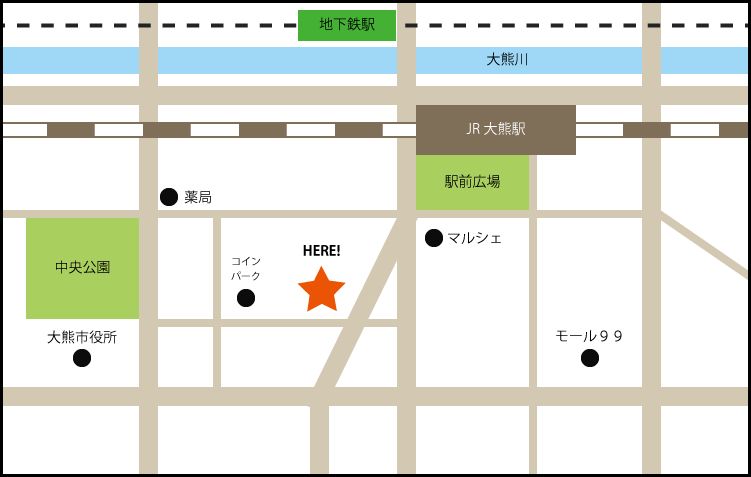 地下鉄駅
大熊川
JR 大熊駅
駅前広場
薬局
マルシェ
HERE!
コイン
パーク
中央公園
大熊市役所
モール９９